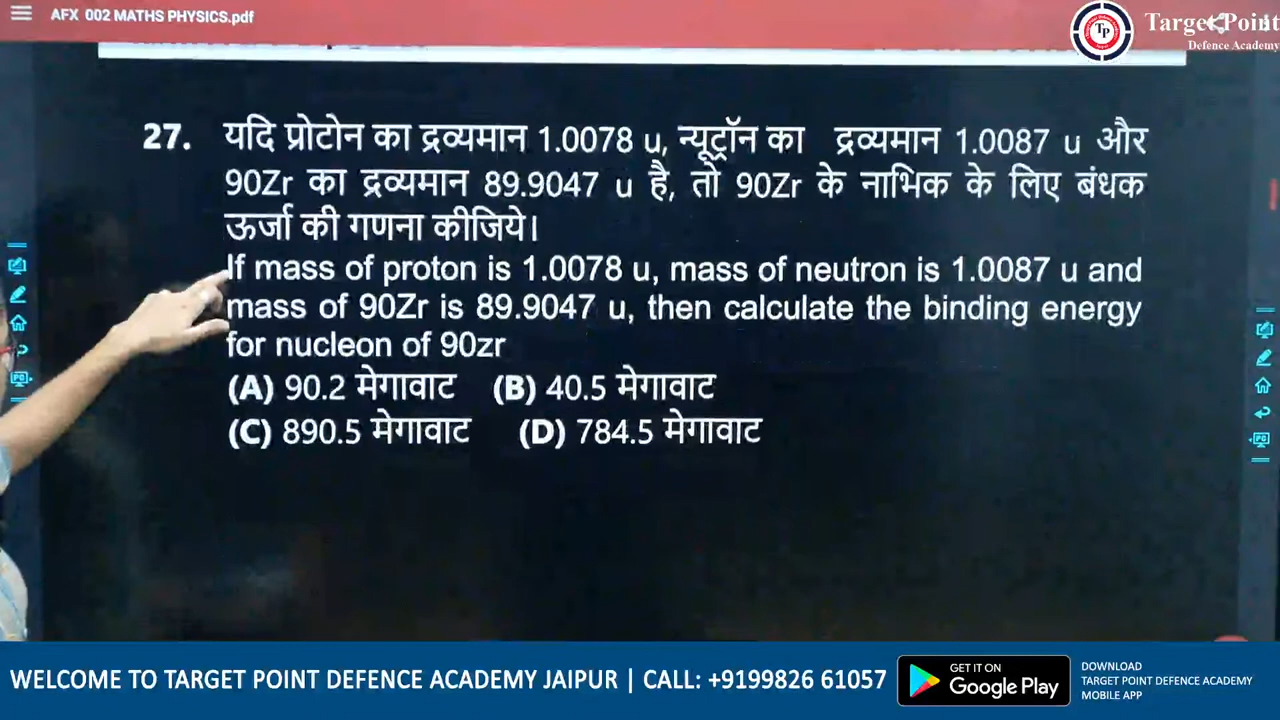 AFX 002 MATHS PHYSICS.pdf
TP
Target Point
Defence Academy
27. यदि प्रोटोन का द्रव्यमान 1.0078 u, न्यूट्रॉन का द्रव्यमान 1.0087 u और
90Zr का द्रव्यमान 89.9047 u है, तो 90Zr के नाभिक के लिए बंधक
ऊर्जा की गणना कीजिये।
If mass of proton is 1.0078 u, mass of neutron is 1.0087 u and
mass of 90Zr is 89.9047 u, then calculate the binding energy
for nucleon of 90zr
(A) 90.2 मेगावाट (B) 40.5 मेगावाट
(C) 890.5 मेगावाट (D) 784.5 मेगावाट
WELCOME TO TARGET POINT DEFENCE ACADEMY JAIPUR | CALL: +9199826 61057
GET IT ON
Google Play
DOWNLOAD
TARGET POINT DEFENCE ACADEMY
MOBILE APP